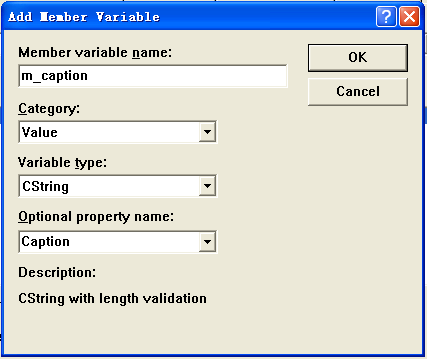 Add Member Variable
Member variable name:
OK
m_caption
Cancel
Category:
Value
Variable type:
CString
Optional property name:
Caption
Description:
CString with length validation